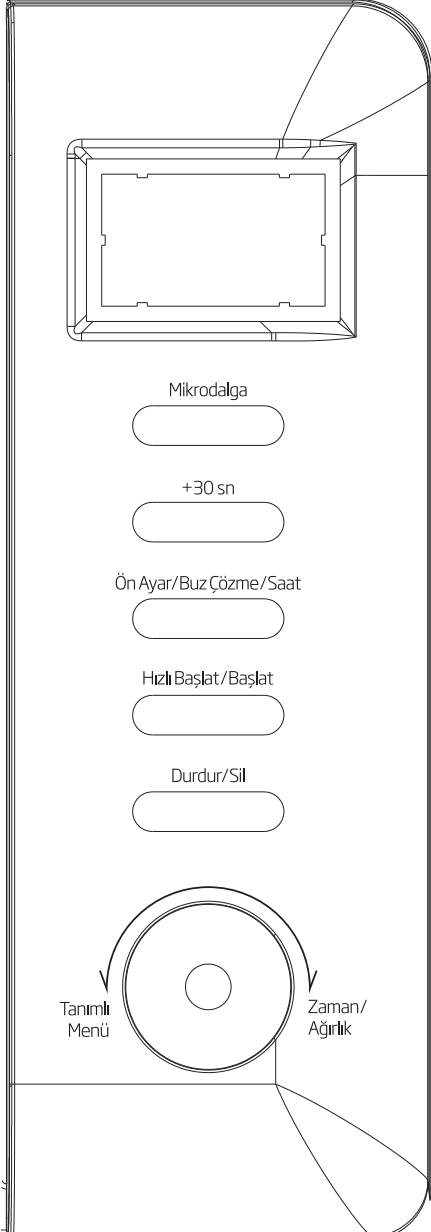 Mikrodalga
+30 sn
Ön Ayar/Buz Çözme/Saat
Hızlı Başlat/Başlat
Durdur/Sil
Tanımlı
Menü
Zaman/
Ağırlık